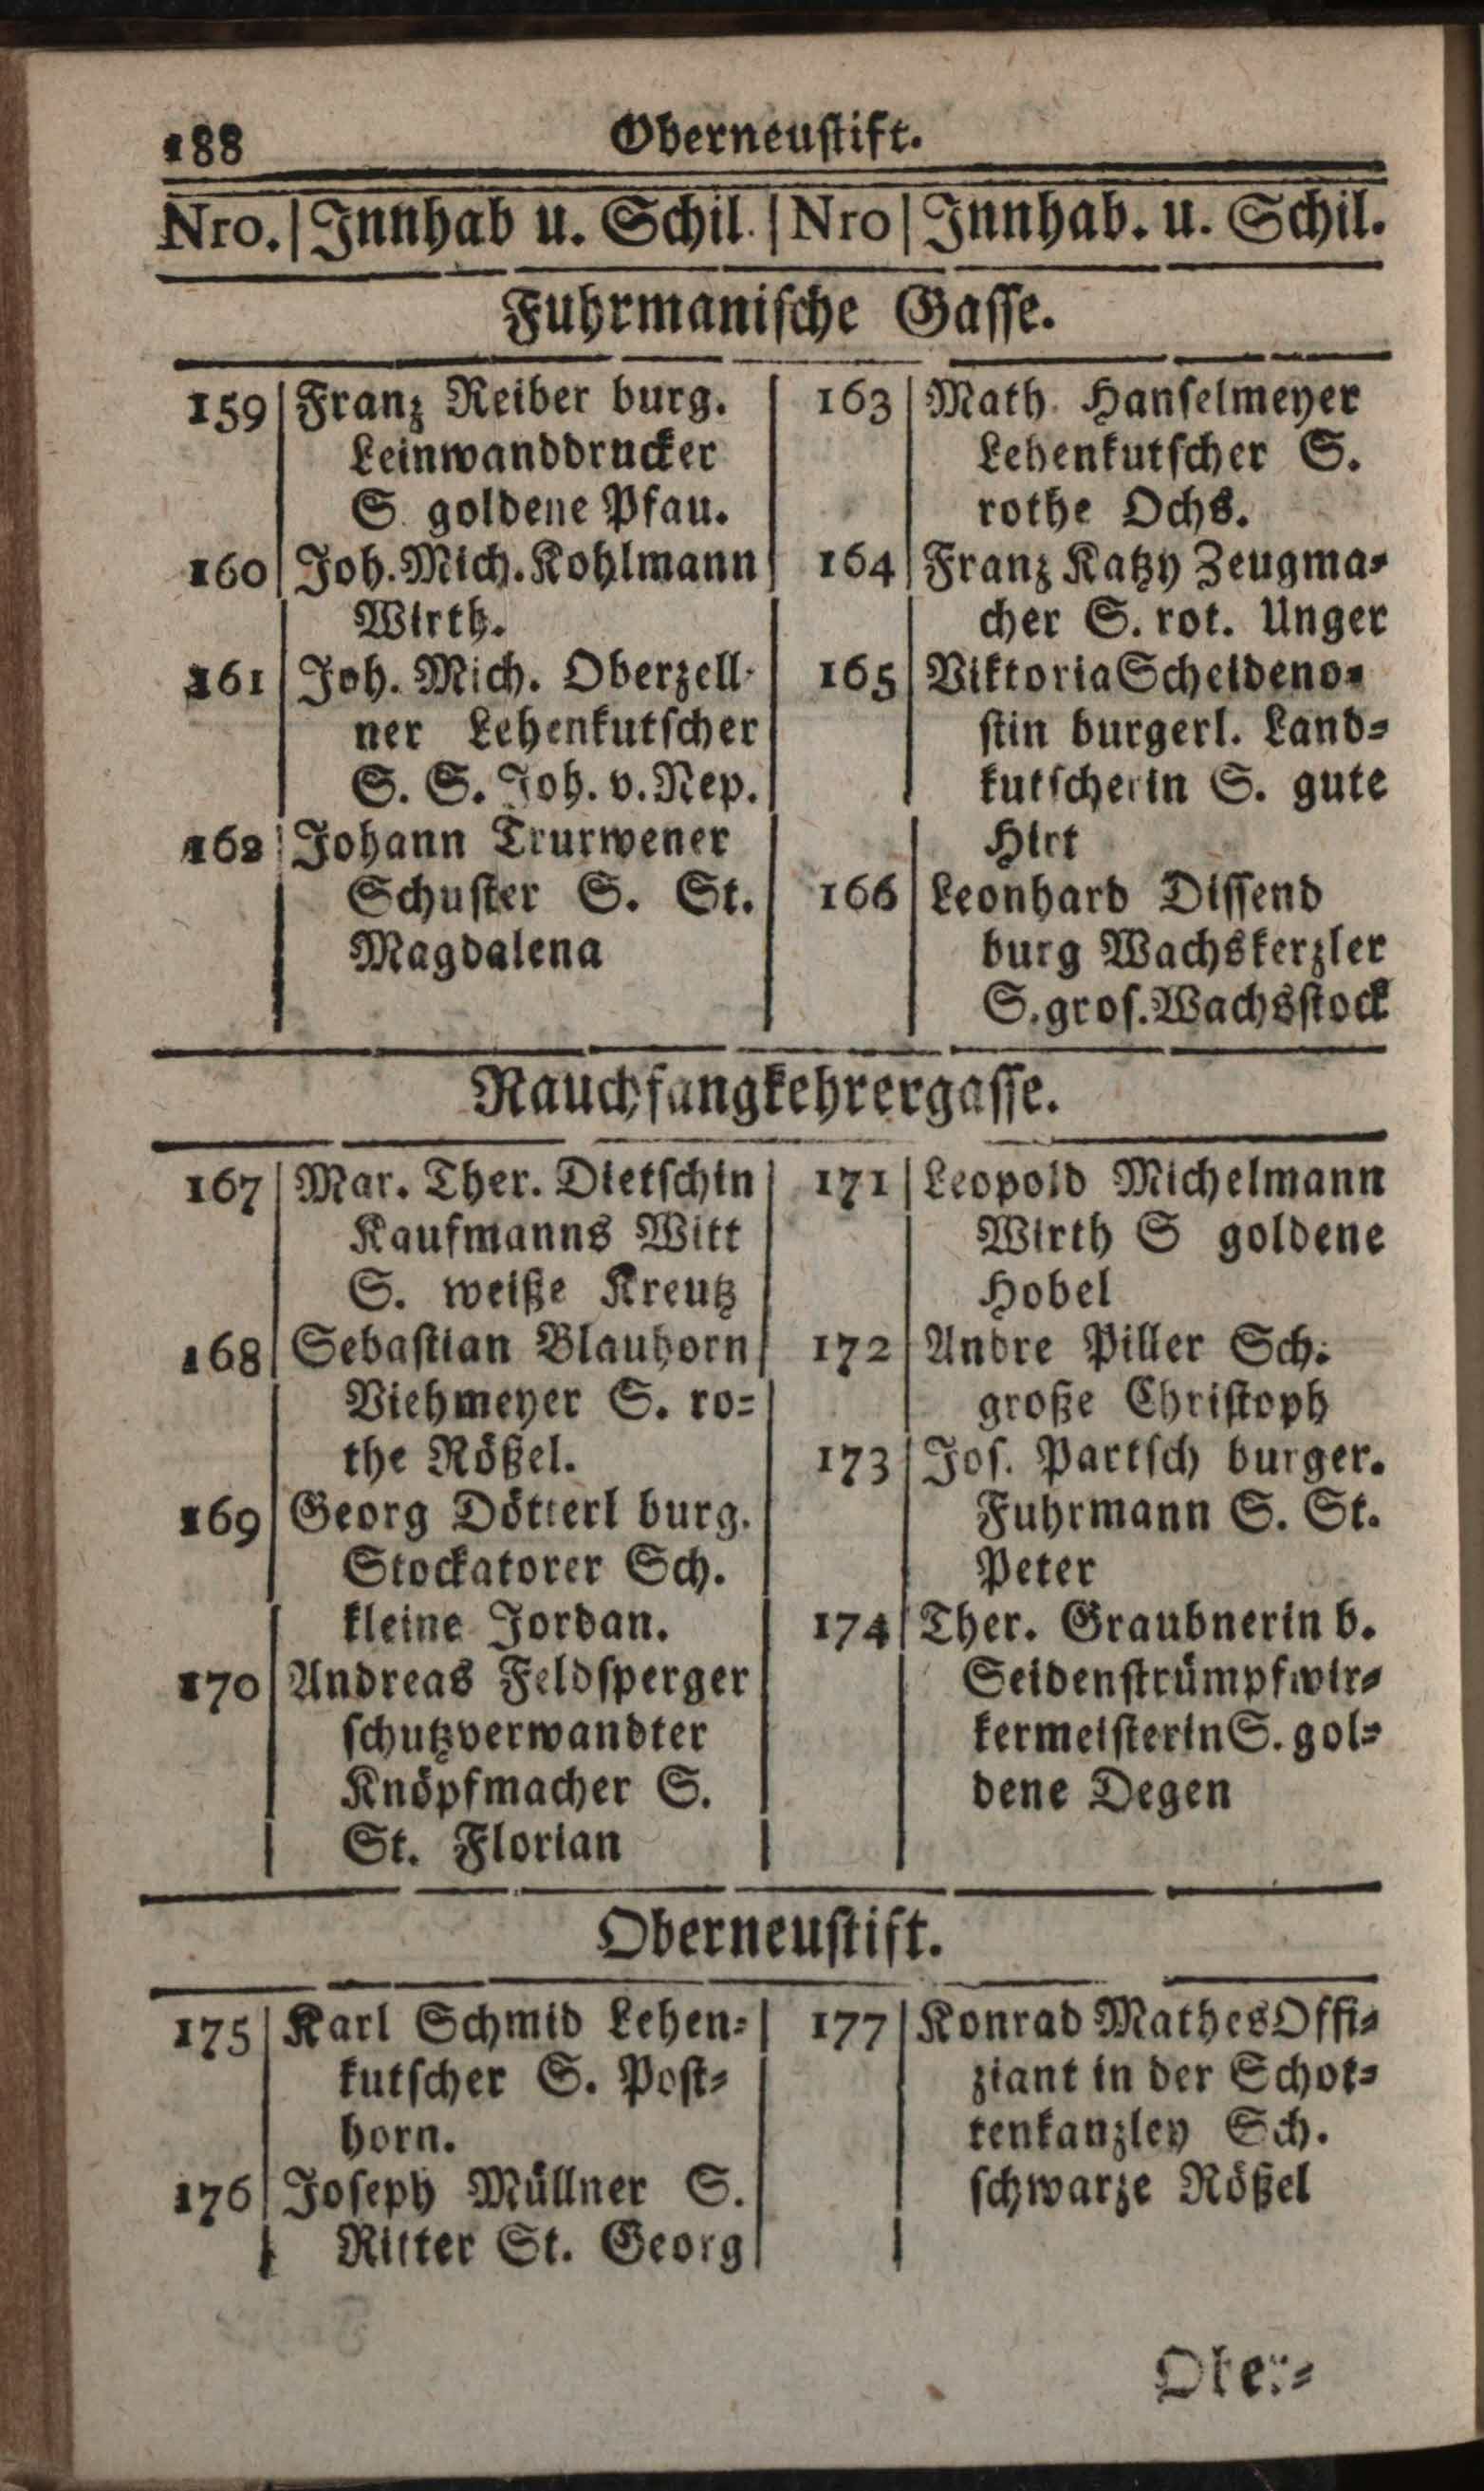 188 Oberneustift.
Nro. | Innhab u. Schil. | Nro | Innhab. u. Schil.
Fuhrmanische Gasse.
159 Franz Reiber burg.
Leinwanddrucker
S. goldene Pfau.
160 Joh. Mich. Kohlmann
Wirth.
161 Joh. Mich. Oberzell-
ner Lehenkutscher
S. S. Joh. v. Nep.
162 Johann Trurwener
Schuster S. St.
Magdalena
163 Math. Hanselmeyer
Lehenkutscher S.
rothe Ochs.
164 Franz Katzy Zeugma-
cher S. rot. Unger
165 Viktoria Scheideno-
stin burgerl. Land-
kutscherin S. gute
Hirt
166 Leonhard Dissend
burg Wachskerzler
S. gros. Wachsstock
Rauchfangkehrergasse.
167 Mar. Ther. Dietschin
Kaufmanns Witt
S. weiße Kreutz
168 Sebastian Blauhorn
Viehmeyer S. ro-
the Rößel.
169 Georg Dötterl burg.
Stockatorer Sch.
kleine Jordan.
170 Andreas Feldsperger
schutzverwandter
Knöpfmacher S.
St. Florian
171 Leopold Michelmann
Wirth S goldene
Hobel
172 Andre Piller Sch.
große Christoph
173 Jos. Partsch burger.
Fuhrmann S. St.
Peter
174 Ther. Graubnerin b.
Seidenstrümpfwir-
kermeisterin S. gol-
dene Degen
Oberneustift.
175 Karl Schmid Lehen-
kutscher S. Post-
horn.
176 Joseph Müllner S.
Ritter St. Georg
177 Konrad Mathes Offi-
ziant in der Schot-
tenkanzley Sch.
schwarze Rößel
Ober-